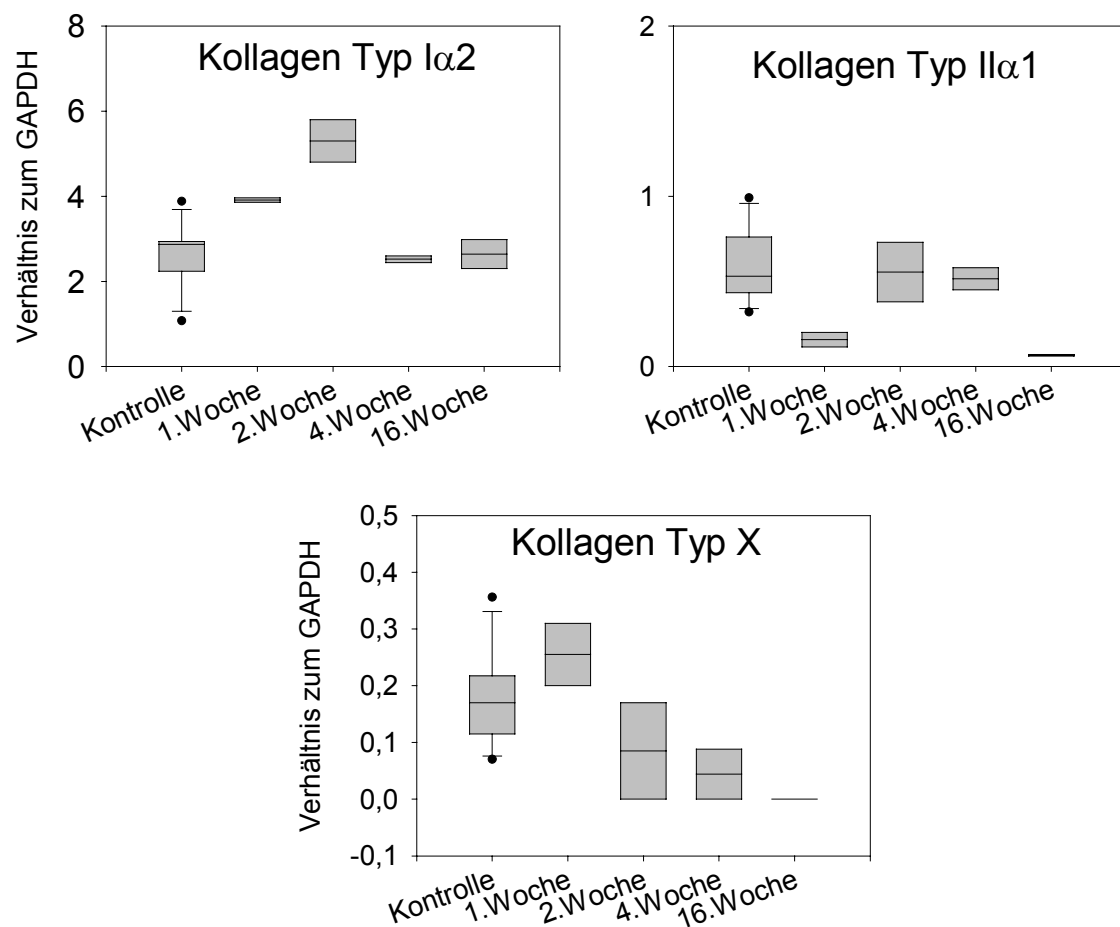 Kollagen Typ Iα2
Verhältnis zum GAPDH
8
6
4
2
0
Kontrolle
1.Woche
2.Woche
4.Woche
16.Woche
Kollagen Typ IIα1
2
1
0
Kontrolle
1.Woche
2.Woche
4.Woche
16.Woche
Kollagen Typ X
Verhältnis zum GAPDH
0,5
0,4
0,3
0,2
0,1
0,0
-0,1
Kontrolle
1.Woche
2.Woche
4.Woche
16.Woche